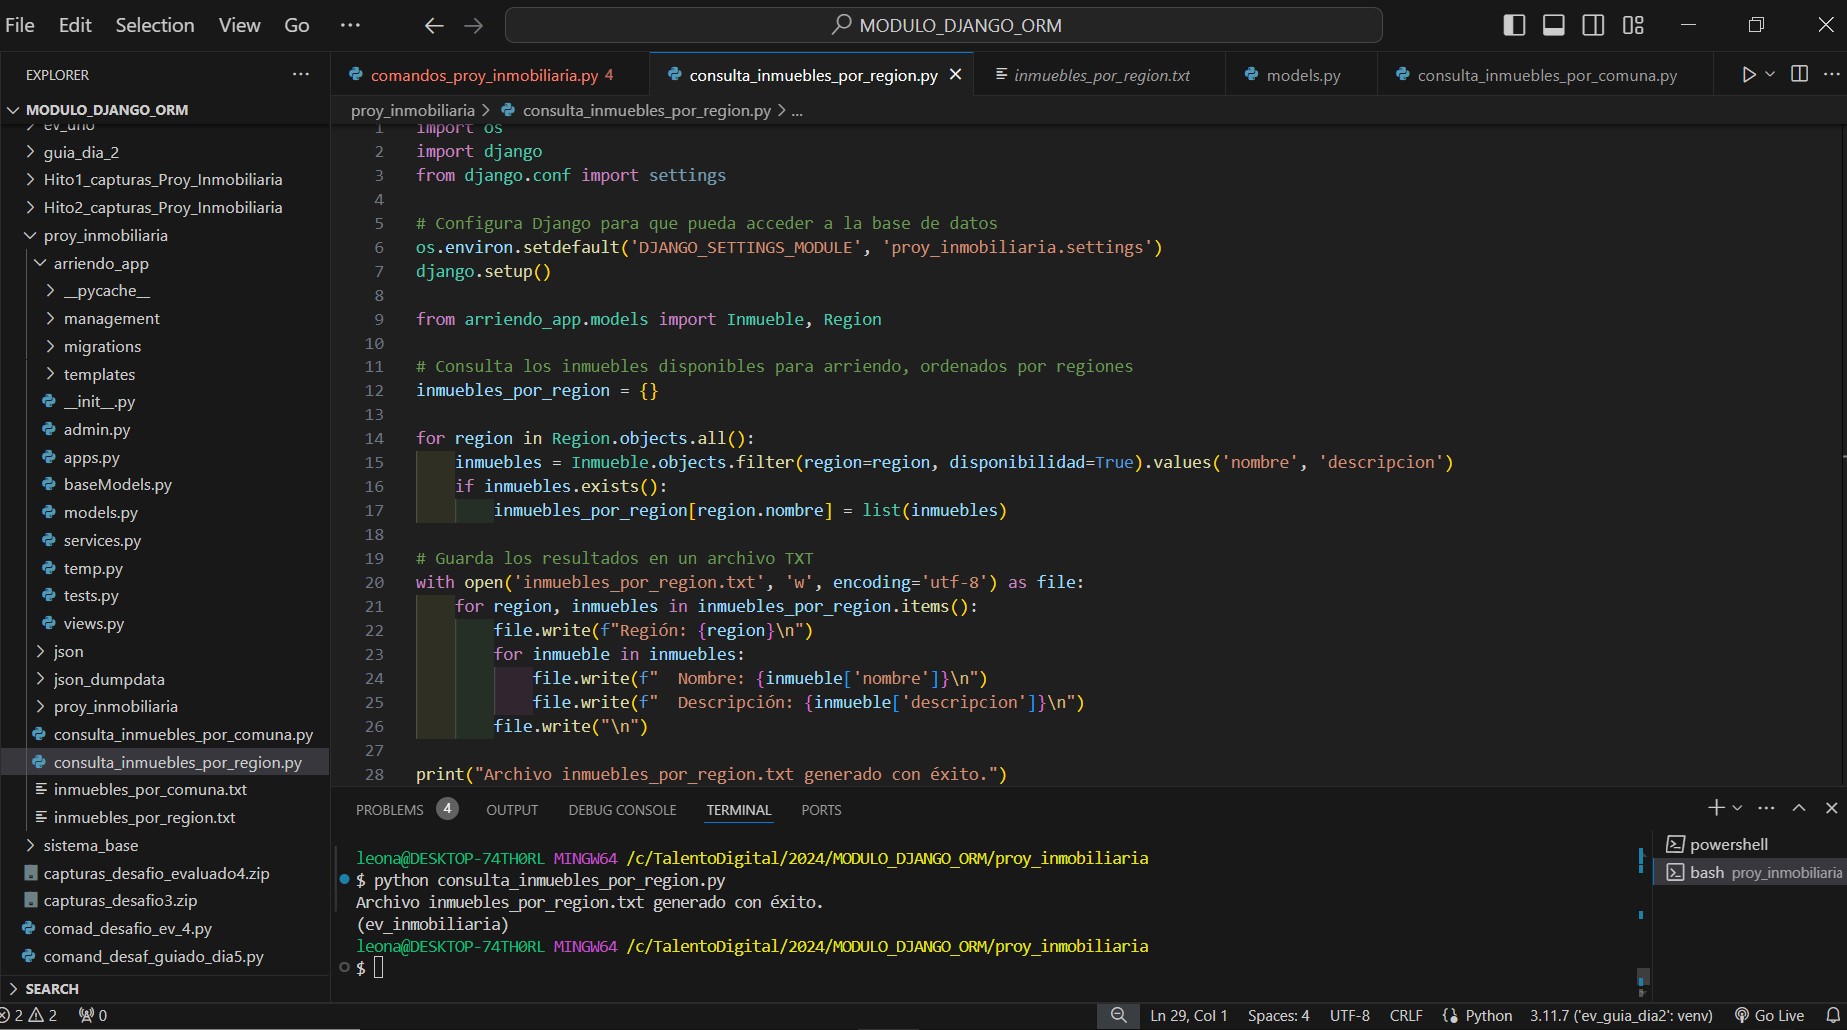 File Edit Selection View Go ···
MODULO_DJANGO_ORM
EXPLORER ···
MODULO_DJANGO_ORM
ev_uno
guia_dia_2
Hito1_capturas_Proy_Inmobiliaria
Hito2_capturas_Proy_Inmobiliaria
proy_inmobiliaria
arriendo_app
__pycache__
management
migrations
templates
__init__.py
admin.py
apps.py
baseModels.py
models.py
services.py
temp.py
tests.py
views.py
json
json_dumpdata
proy_inmobiliaria
consulta_inmuebles_por_comuna.py
consulta_inmuebles_por_region.py
inmuebles_por_comuna.txt
inmuebles_por_region.txt
sistema_base
capturas_desafio_evaluado4.zip
capturas_desafio3.zip
comad_desafio_ev_4.py
comand_desaf_guiado_dia5.py
SEARCH
comandos_proy_inmobiliaria.py 4 consulta_inmuebles_por_region.py inmuebles_por_region.txt models.py consulta_inmuebles_por_comuna.py ···
proy_inmobiliaria > consulta_inmuebles_por_region.py > ...
1 import os
2 import django
3 from django.conf import settings
4
5 # Configura Django para que pueda acceder a la base de datos
6 os.environ.setdefault('DJANGO_SETTINGS_MODULE', 'proy_inmobiliaria.settings')
7 django.setup()
8
9 from arriendo_app.models import Inmueble, Region
10
11 # Consulta los inmuebles disponibles para arriendo, ordenados por regiones
12 inmuebles_por_region = {}
13
14 for region in Region.objects.all():
15     inmuebles = Inmueble.objects.filter(region=region, disponibilidad=True).values('nombre', 'descripcion')
16     if inmuebles.exists():
17         inmuebles_por_region[region.nombre] = list(inmuebles)
18
19 # Guarda los resultados en un archivo TXT
20 with open('inmuebles_por_region.txt', 'w', encoding='utf-8') as file:
21     for region, inmuebles in inmuebles_por_region.items():
22         file.write(f"Región: {region}\n")
23         for inmueble in inmuebles:
24             file.write(f"  Nombre: {inmueble['nombre']}\n")
25             file.write(f"  Descripción: {inmueble['descripcion']}\n")
26         file.write("\n")
27
28 print("Archivo inmuebles_por_region.txt generado con éxito.")
PROBLEMS 4 OUTPUT DEBUG CONSOLE TERMINAL PORTS
leona@DESKTOP-74TH0RL MINGW64 /c/TalentoDigital/2024/MODULO_DJANGO_ORM/proy_inmobiliaria
$ python consulta_inmuebles_por_region.py
Archivo inmuebles_por_region.txt generado con éxito.
(ev_inmobiliaria)
leona@DESKTOP-74TH0RL MINGW64 /c/TalentoDigital/2024/MODULO_DJANGO_ORM/proy_inmobiliaria
$
powershell
bash proy_inmobiliaria
2 2 0 Ln 29, Col 1 Spaces: 4 UTF-8 CRLF Python 3.11.7 ('ev_guia_dia2': venv) Go Live